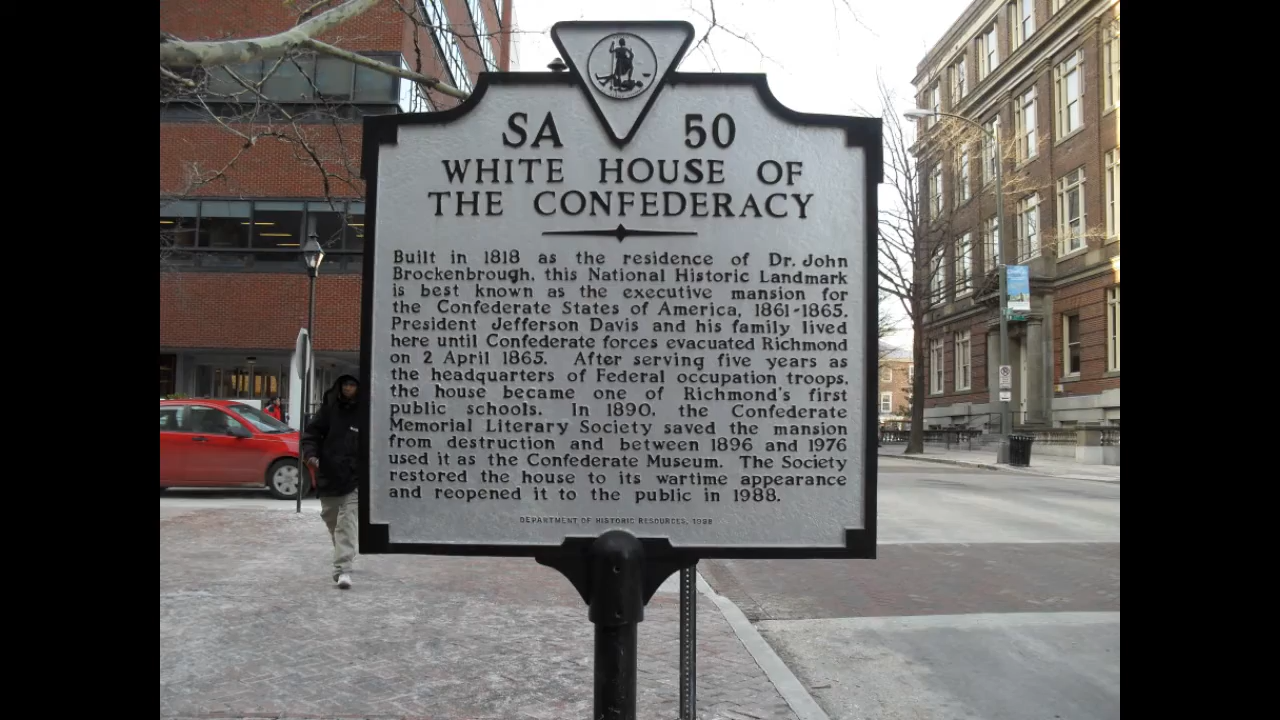 SA 50
WHITE HOUSE OF
THE CONFEDERACY
Built in 1818 as the residence of Dr. John
Brockenbrough, this National Historic Landmark
is best known as the executive mansion for
the Confederate States of America, 1861-1865.
President Jefferson Davis and his family lived
here until Confederate forces evacuated Richmond
on 2 April 1865. After serving five years as
the headquarters of Federal occupation troops,
the house became one of Richmond's first
public schools. In 1890, the Confederate
Memorial Literary Society saved the mansion
from destruction and between 1896 and 1976
used it as the Confederate Museum. The Society
restored the house to its wartime appearance
and reopened it to the public in 1988.
DEPARTMENT OF HISTORIC RESOURCES, 1988